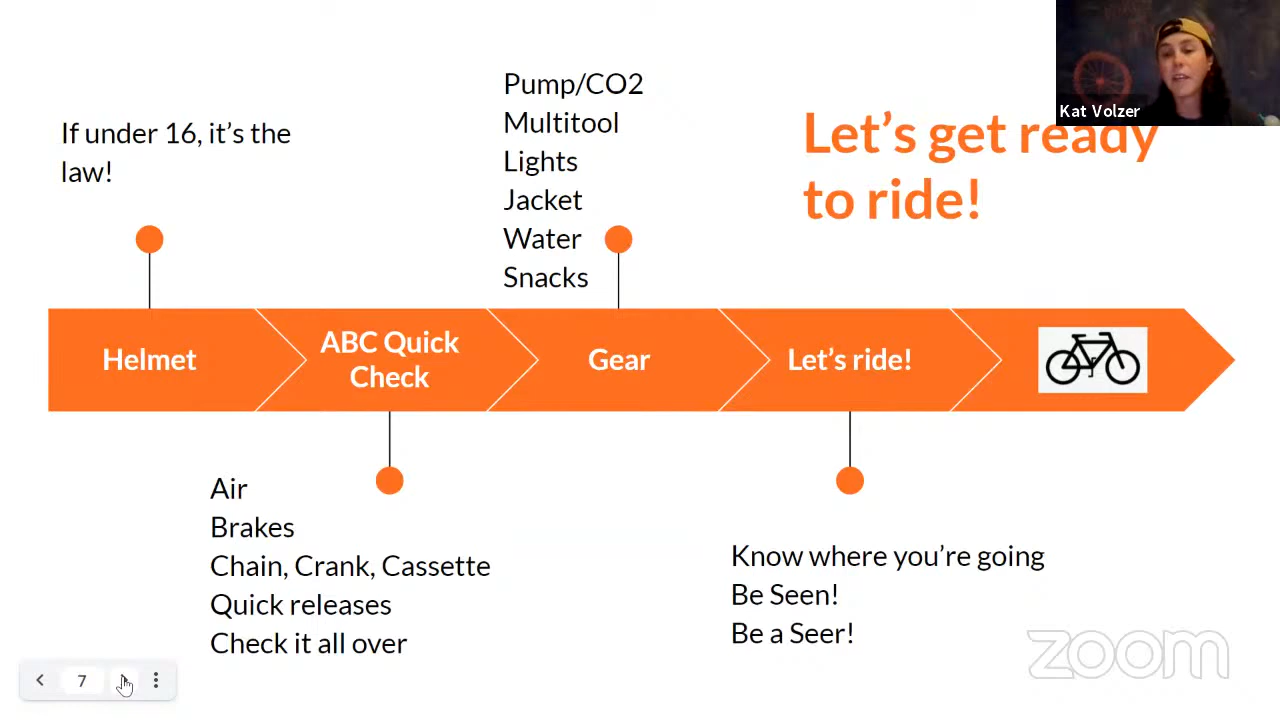 Kat Volzer
Let's get ready
to ride!
If under 16, it's the
law!
Pump/CO2
Multitool
Lights
Jacket
Water
Snacks
Helmet
ABC Quick
Check
Gear
Let's ride!
Air
Brakes
Chain, Crank, Cassette
Quick releases
Check it all over
Know where you're going
Be Seen!
Be a Seer!
zoom
7